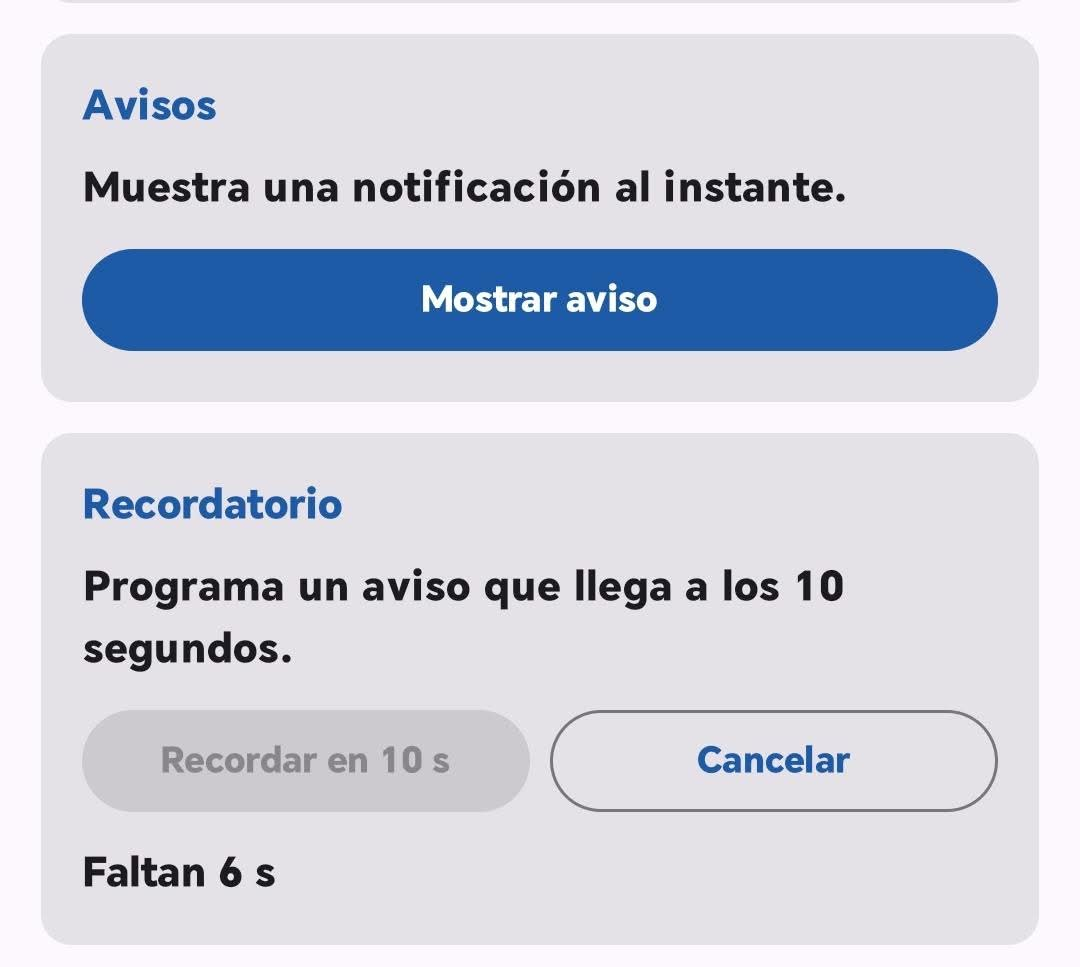 Avisos
Muestra una notificación al instante.
Mostrar aviso
Recordatorio
Programa un aviso que llega a los 10
segundos.
Recordar en 10 s
Cancelar
Faltan 6 s